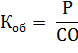 Коб = Р/СО